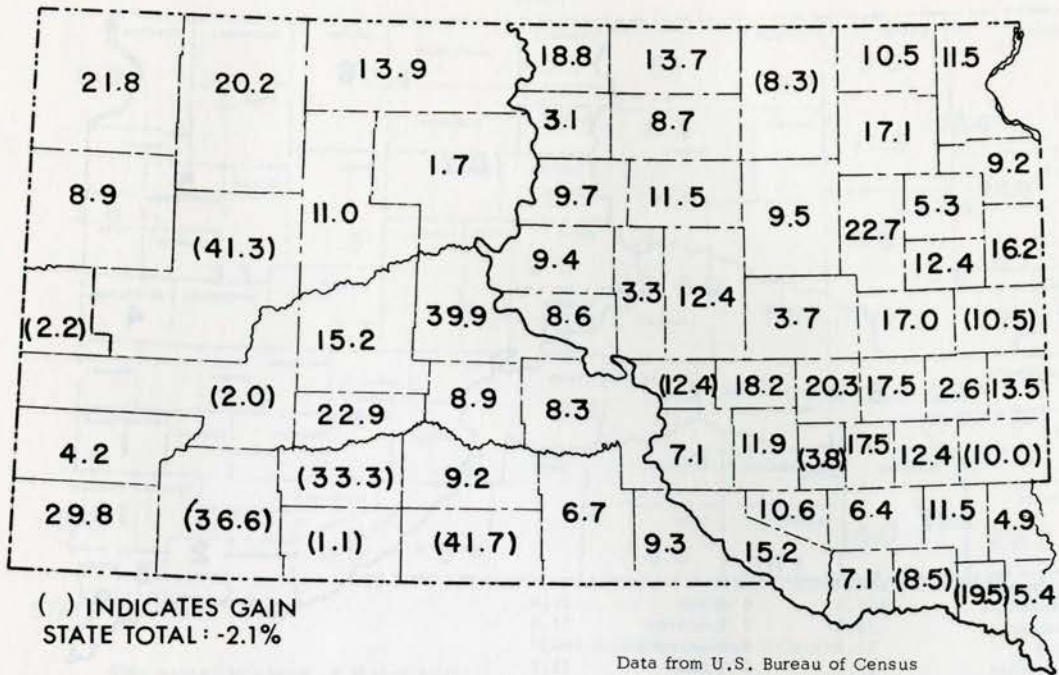 21.8 20.2 13.9 18.8 13.7 (8.3) 10.5 11.5
3.1 8.7 17.1
8.9 (41.3) 11.0 1.7 9.7 11.5 9.5 22.7 5.3 9.2
12.4 16.2
9.4
(2.2) 15.2 39.9 8.6 3.3 12.4 3.7 17.0 (10.5)
(2.0) 22.9 8.9 8.3 (12.4) 18.2 20.3 17.5 2.6 13.5
4.2 (33.3) 9.2 7.1 11.9 (3.8) 17.5 12.4 (10.0)
29.8 (36.6) (1.1) (41.7) 6.7 9.3 15.2 10.6 6.4 11.5 4.9
7.1 (8.5) (19.5) 5.4
( ) INDICATES GAIN
STATE TOTAL : -2.1%
Data from U.S. Bureau of Census